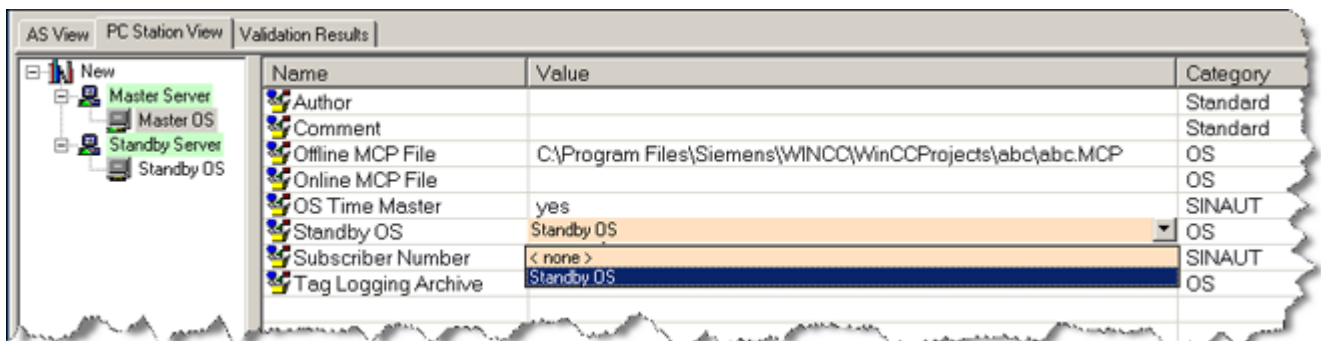 AS View PC Station View Validation Results
New
Master Server
Master OS
Standby Server
Standby OS
Name Value Category
Author Standard
Comment Standard
Offline MCP File C:\Program Files\Siemens\WINCC\WinCCProjects\abc\abc.MCP OS
Online MCP File OS
OS Time Master yes SINAUT
Standby OS Standby OS OS
Subscriber Number < none > SINAUT
Tag Logging Archive Standby OS OS